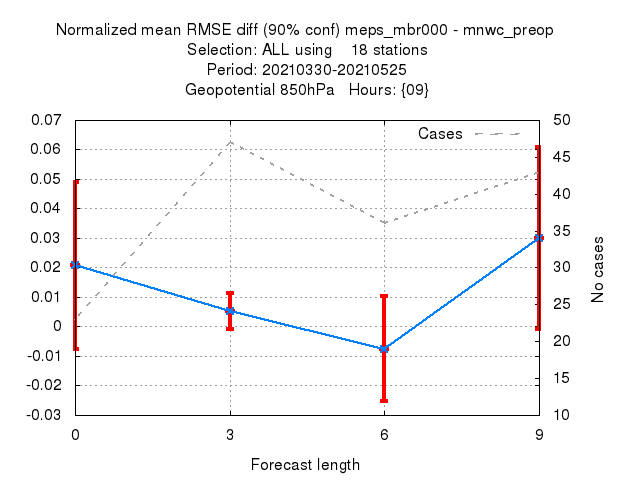 Normalized mean RMSE diff (90% conf) meps_mbr000 - mnwc_preop
Selection: ALL using    18 stations
Period: 20210330-20210525
Geopotential 850hPa   Hours: {09}
Cases
0.07
0.06
0.05
0.04
0.03
0.02
0.01
0
-0.01
-0.02
-0.03
50
45
40
35
30
25
20
15
10
No cases
0 3 6 9
Forecast length